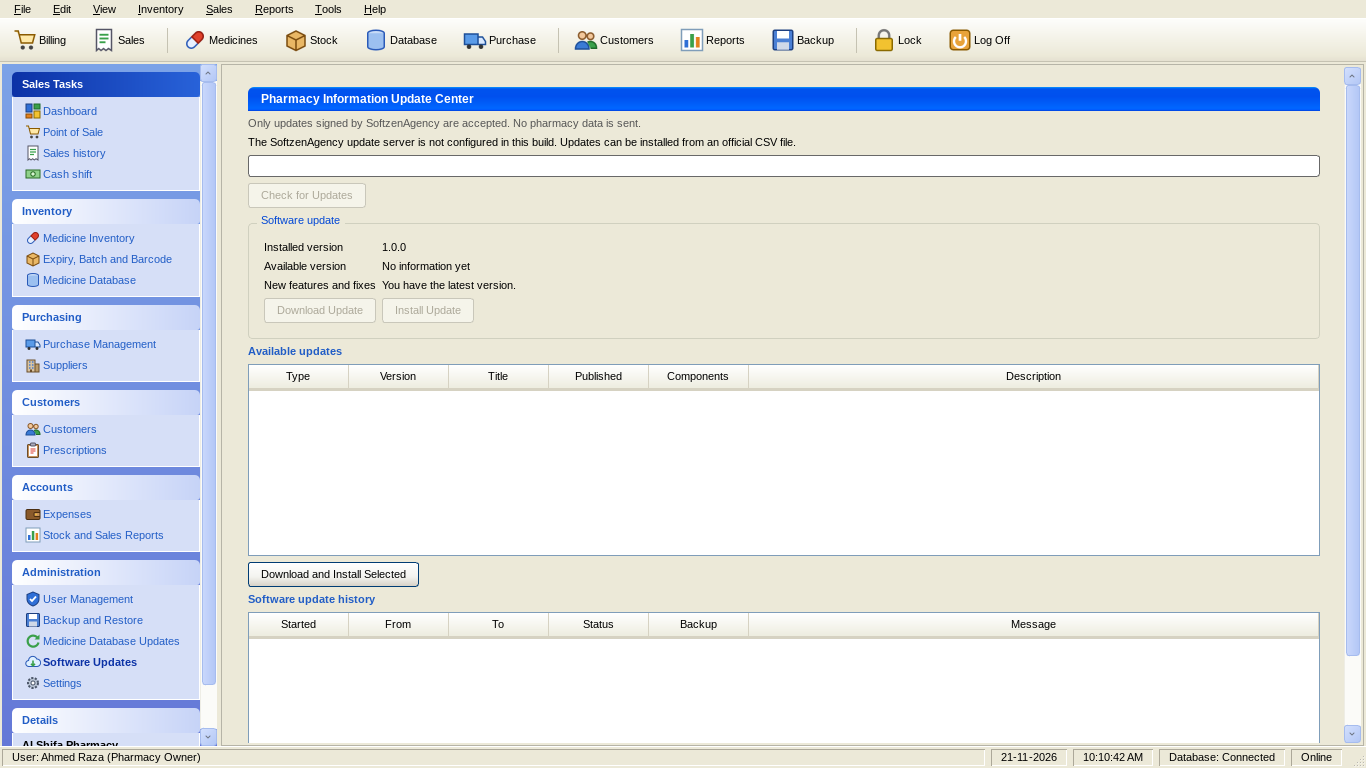 File Edit View Inventory Sales Reports Tools Help
Billing Sales Medicines Stock Database Purchase Customers Reports Backup Lock Log Off
Sales Tasks
Dashboard
Point of Sale
Sales history
Cash shift
Inventory
Medicine Inventory
Expiry, Batch and Barcode
Medicine Database
Purchasing
Purchase Management
Suppliers
Customers
Customers
Prescriptions
Accounts
Expenses
Stock and Sales Reports
Administration
User Management
Backup and Restore
Medicine Database Updates
Software Updates
Settings
Details
Al Shifa Pharmacy
Pharmacy Information Update Center
Only updates signed by SoftzenAgency are accepted. No pharmacy data is sent.
The SoftzenAgency update server is not configured in this build. Updates can be installed from an official CSV file.
Check for Updates
Software update
Installed version 1.0.0
Available version No information yet
New features and fixes You have the latest version.
Download Update Install Update
Available updates
Type Version Title Published Components Description
Download and Install Selected
Software update history
Started From To Status Backup Message
User: Ahmed Raza (Pharmacy Owner) 21-11-2026 10:10:42 AM Database: Connected Online